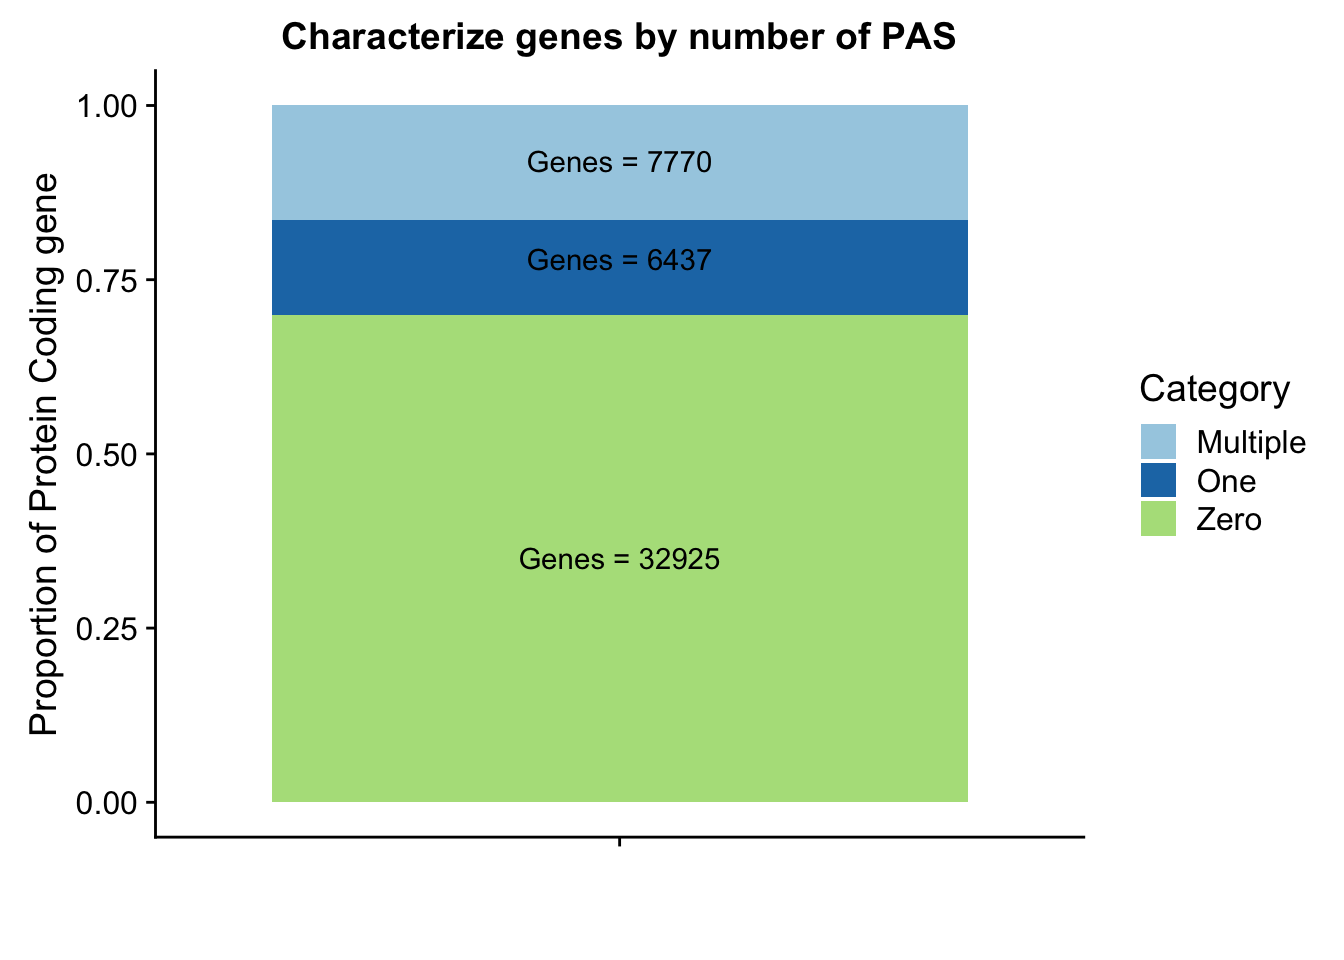 Characterize genes by number of PAS
Proportion of Protein Coding gene
1.00
0.75
0.50
0.25
0.00
Genes = 7770
Genes = 6437
Genes = 32925
Category
Multiple
One
Zero